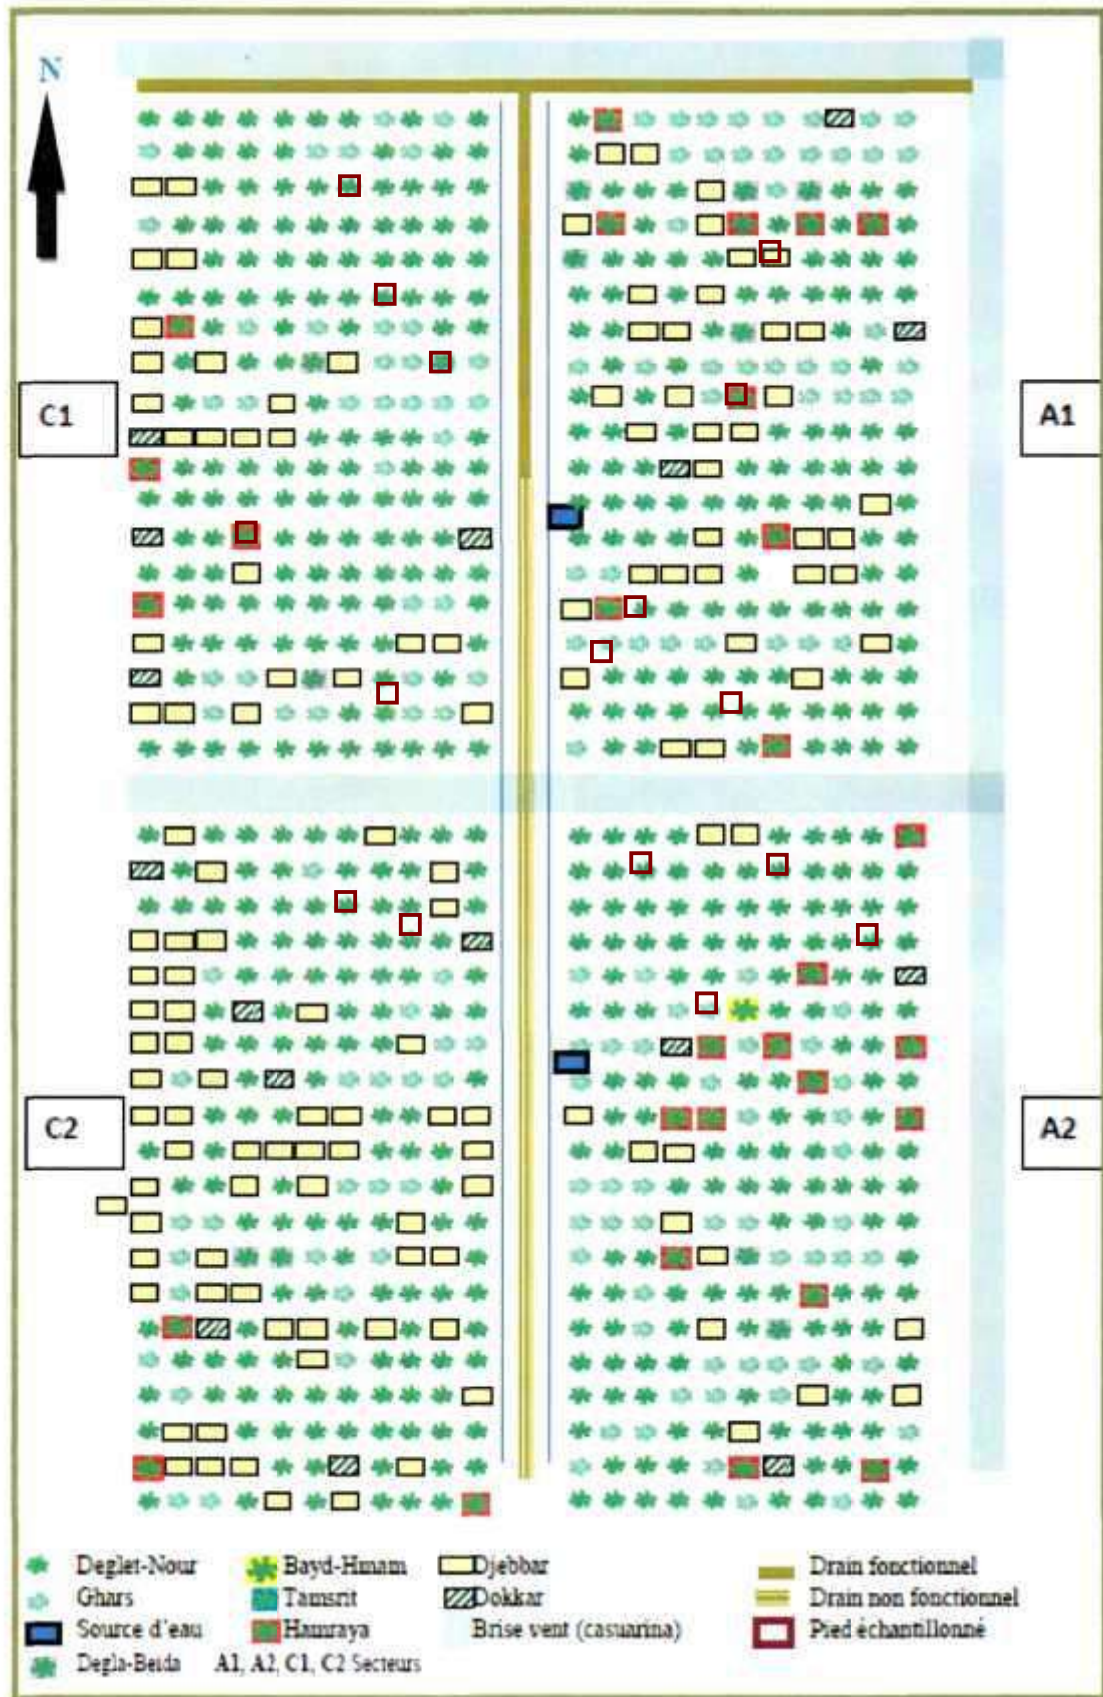 N
C1
A1
C2
A2
Deglet-Nour
Bayd-Hmam
Djebbar
Drain fonctionnel
Ghars
Tamsrit
Dokkar
Drain non fonctionnel
Source d'eau
Hamraya
Brise vent (casuarina)
Pied échantillonné
Degla-Beida
A1, A2, C1, C2 Secteurs